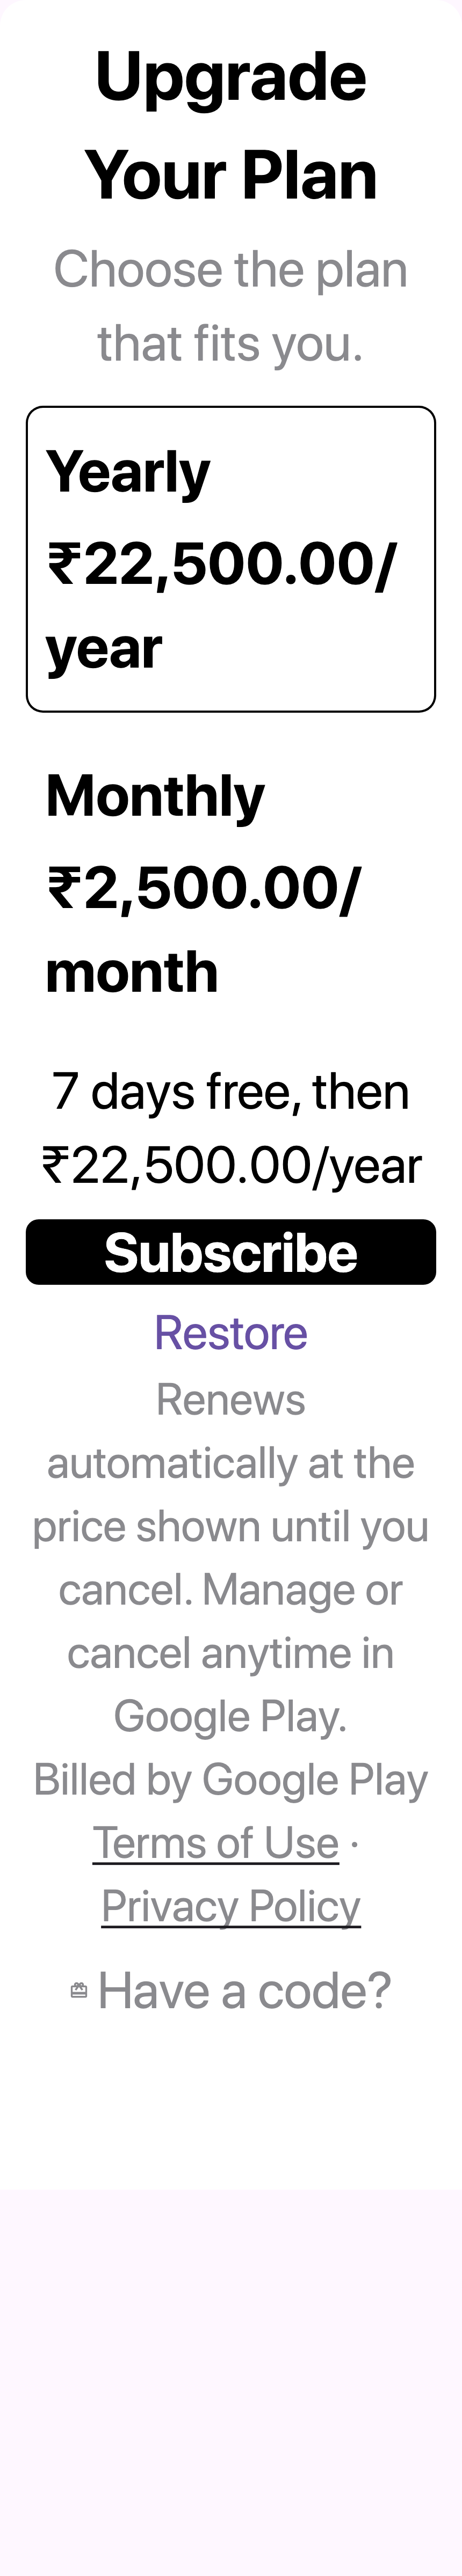 Upgrade
Your Plan
Choose the plan
that fits you.
Yearly
₹22,500.00/
year
Monthly
₹2,500.00/
month
7 days free, then
₹22,500.00/year
Subscribe
Restore
Renews
automatically at the
price shown until you
cancel. Manage or
cancel anytime in
Google Play.
Billed by Google Play
Terms of Use ·
Privacy Policy
Have a code?